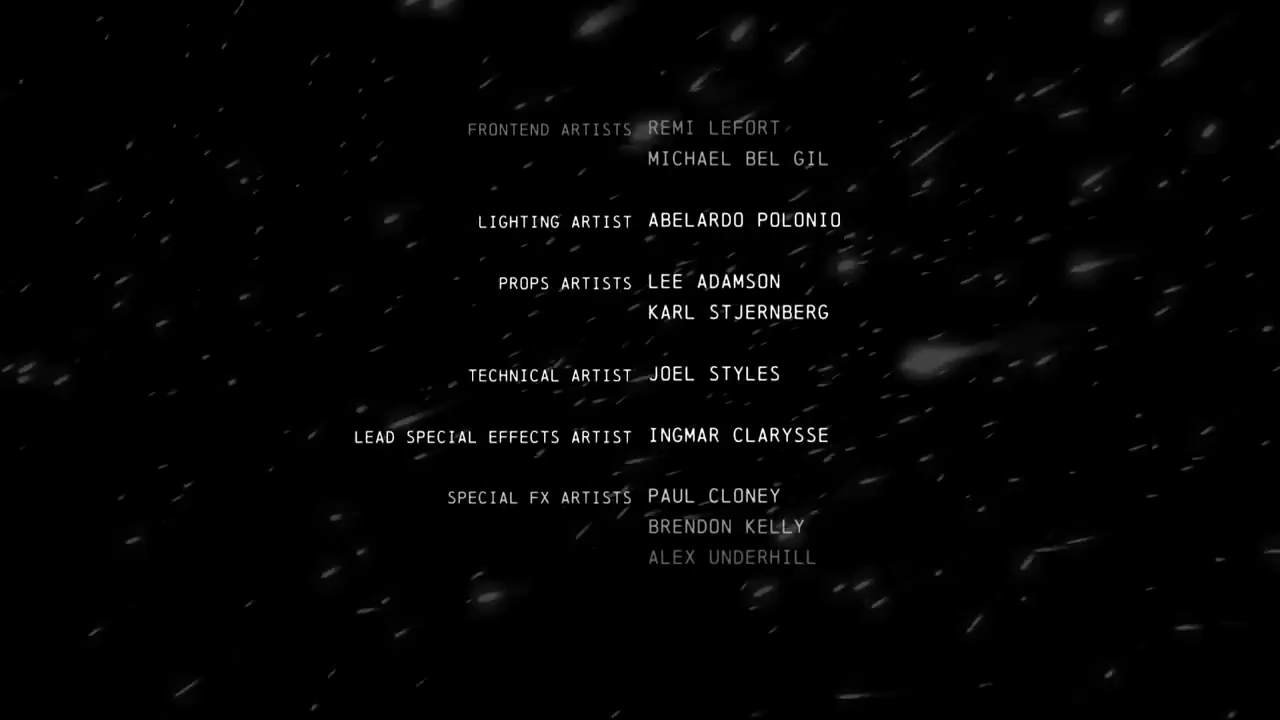 FRONTEND ARTISTS REMI LEFORT
MICHAEL BEL GIL
LIGHTING ARTIST ABELARDO POLONIO
PROPS ARTISTS LEE ADAMSON
KARL STJERNBERG
TECHNICAL ARTIST JOEL STYLES
LEAD SPECIAL EFFECTS ARTIST INGMAR CLARYSSE
SPECIAL FX ARTISTS PAUL CLONEY
BRENDON KELLY
ALEX UNDERHILL